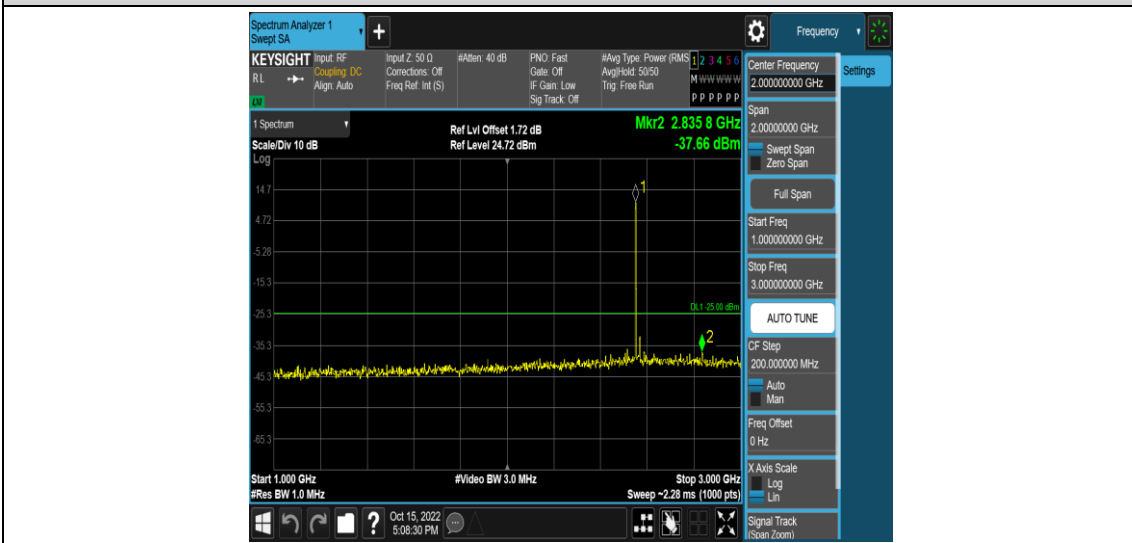 Spectrum Analyzer 1
Swept SA
+
Frequency
KEYSIGHT
RL
LXI
Input: RF
Coupling: DC
Align: Auto
Input Z: 50 Ω
Corrections: Off
Freq Ref: Int (S)
#Atten: 40 dB
PNO: Fast
Gate: Off
IF Gain: Low
Sig Track: Off
#Avg Type: Power (RMS
Avg|Hold: 50/50
Trig: Free Run
1 2 3 4 5 6
M W W W W W
P P P P P P
1 Spectrum
Scale/Div 10 dB
Log
Ref Lvl Offset 1.72 dB
Ref Level 24.72 dBm
Mkr2 2.835 8 GHz
-37.66 dBm
14.7
4.72
-5.28
-15.3
-25.3
-35.3
-45.3
-55.3
-65.3
1
DL1 -25.00 dBm
2
Start 1.000 GHz
#Res BW 1.0 MHz
#Video BW 3.0 MHz
Stop 3.000 GHz
Sweep ~2.28 ms (1000 pts)
Center Frequency
2.000000000 GHz
Settings
Span
2.00000000 GHz
Swept Span
Zero Span
Full Span
Start Freq
1.000000000 GHz
Stop Freq
3.000000000 GHz
AUTO TUNE
CF Step
200.000000 MHz
Auto
Man
Freq Offset
0 Hz
X Axis Scale
Log
Lin
Signal Track
(Span Zoom)
?
Oct 15, 2022
5:08:30 PM